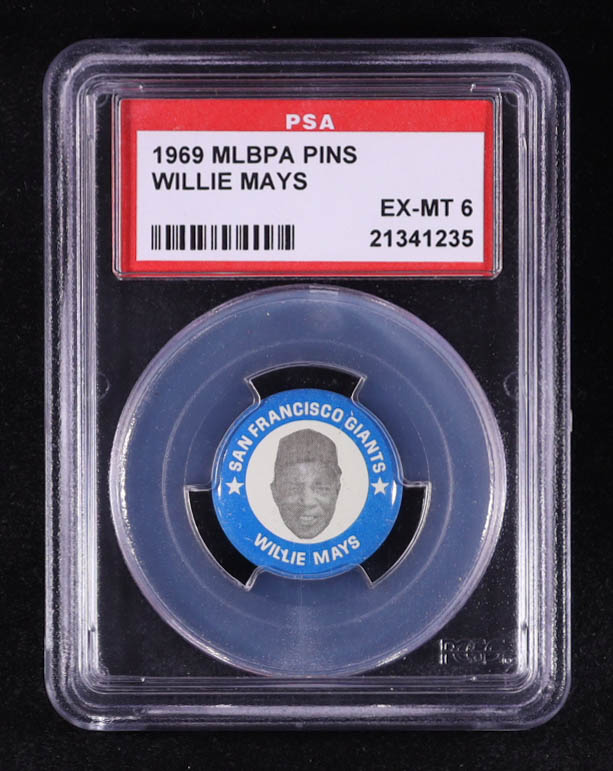 PSA
1969 MLBPA PINS
WILLIE MAYS
EX-MT 6
21341235
SAN FRANCISCO GIANTS
WILLIE MAYS